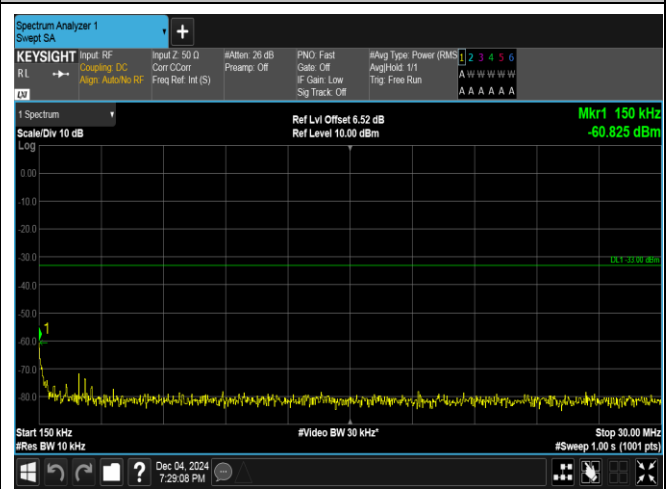 Spectrum Analyzer 1
Swept SA
+
KEYSIGHT
RL
LXI
Input: RF
Coupling: DC
Align: Auto/No RF
Input Z: 50 Ω
Corr CCorr
Freq Ref: Int (S)
#Atten: 26 dB
Preamp: Off
PNO: Fast
Gate: Off
IF Gain: Low
Sig Track: Off
#Avg Type: Power (RMS
Avg|Hold: 1/1
Trig: Free Run
1 2 3 4 5 6
A W W W W W
A A A A A A
1 Spectrum
Scale/Div 10 dB
Log
Ref Lvl Offset 6.52 dB
Ref Level 10.00 dBm
Mkr1 150 kHz
-60.825 dBm
0.00
-10.0
-20.0
-30.0
-40.0
-50.0
-60.0
-70.0
-80.0
DL1 -33.00 dBm
1
Start 150 kHz
#Res BW 10 kHz
#Video BW 30 kHz*
Stop 30.00 MHz
#Sweep 1.00 s (1001 pts)
?
Dec 04, 2024
7:29:08 PM